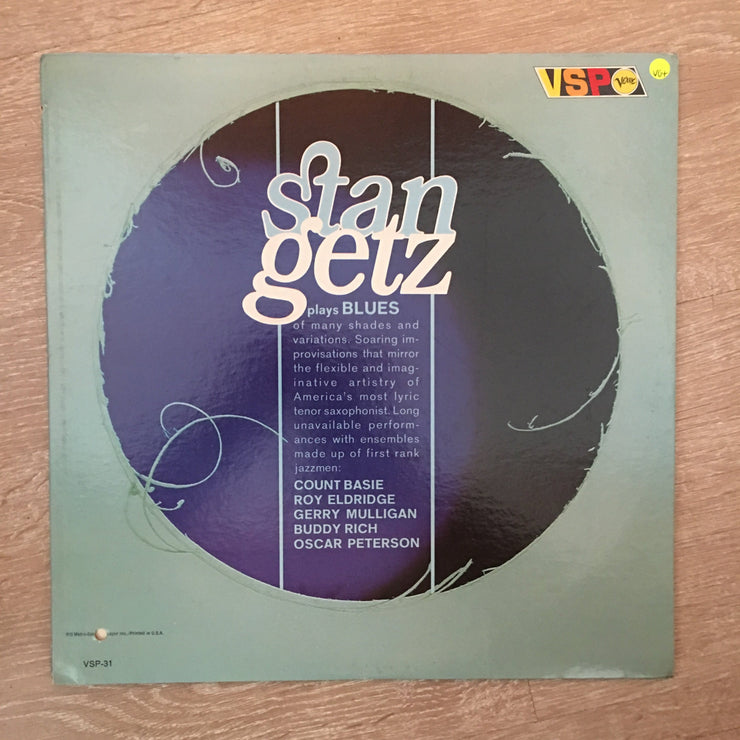 VSP Verve
VG+
stan
getz
plays BLUES
of many shades and
variations. Soaring im-
provisations that mirror
the flexible and imag-
inative artistry of
America's most lyric
tenor saxophonist. Long
unavailable perform-
ances with ensembles
made up of first rank
jazzmen:
COUNT BASIE
ROY ELDRIDGE
GERRY MULLIGAN
BUDDY RICH
OSCAR PETERSON
Inc./Printed in U.S.A.
VSP-31